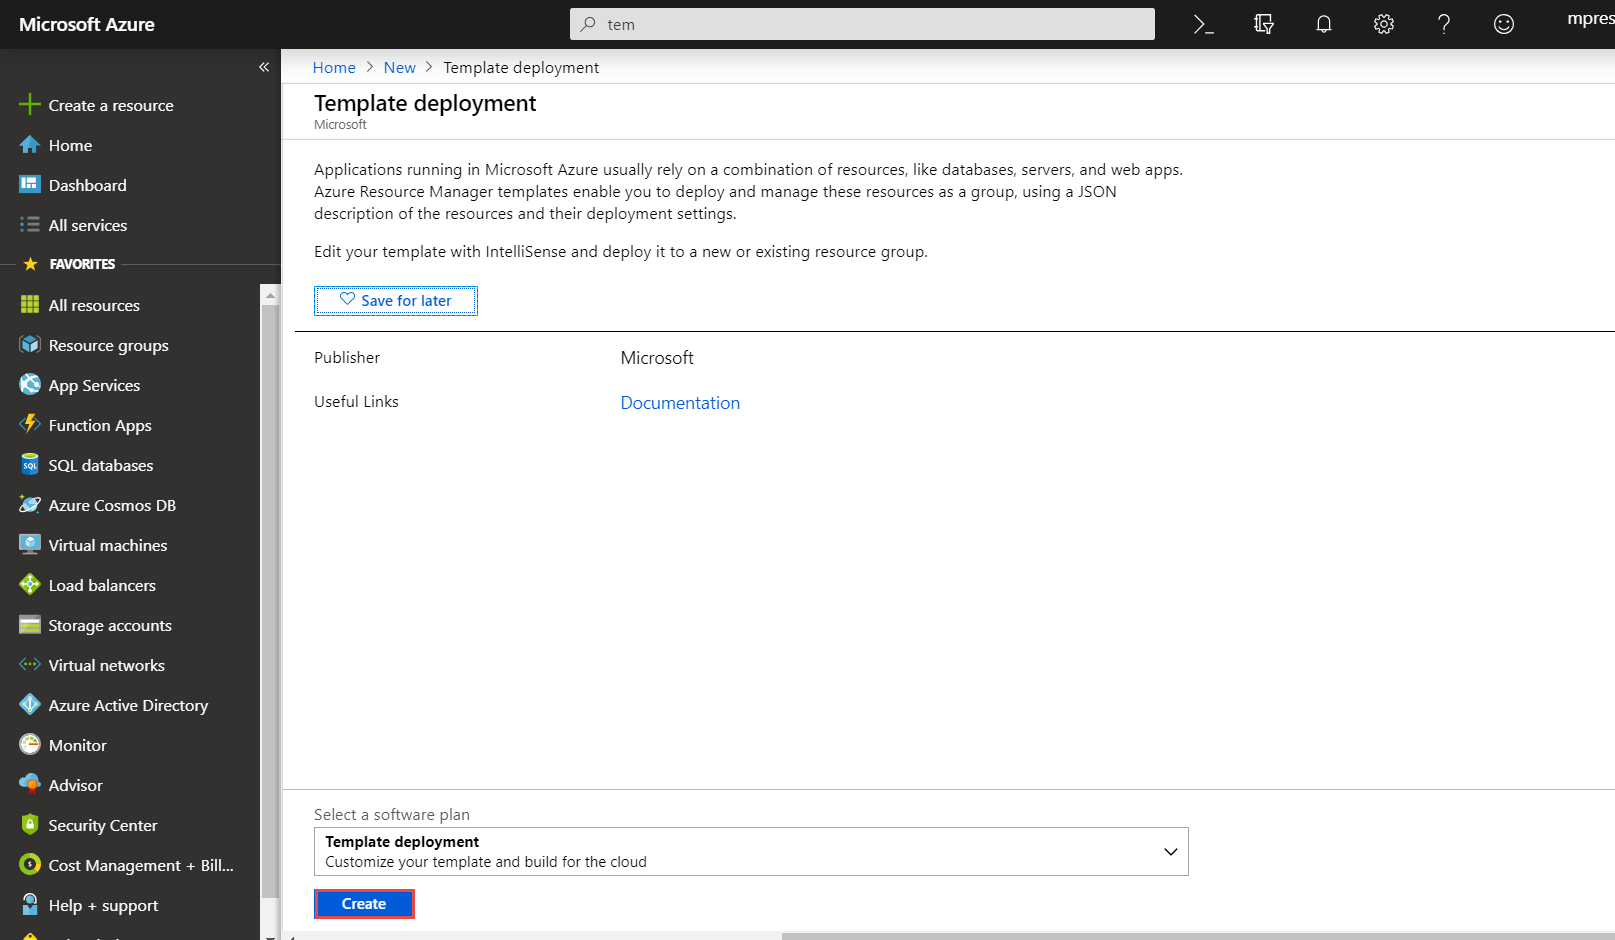 Microsoft Azure
tem
mpres
Home > New > Template deployment
Create a resource
Home
Dashboard
All services
FAVORITES
All resources
Resource groups
App Services
Function Apps
SQL databases
Azure Cosmos DB
Virtual machines
Load balancers
Storage accounts
Virtual networks
Azure Active Directory
Monitor
Advisor
Security Center
Cost Management + Bill...
Help + support
Template deployment
Microsoft
Applications running in Microsoft Azure usually rely on a combination of resources, like databases, servers, and web apps.
Azure Resource Manager templates enable you to deploy and manage these resources as a group, using a JSON
description of the resources and their deployment settings.
Edit your template with IntelliSense and deploy it to a new or existing resource group.
Save for later
Publisher Microsoft
Useful Links Documentation
Select a software plan
Template deployment
Customize your template and build for the cloud
Create